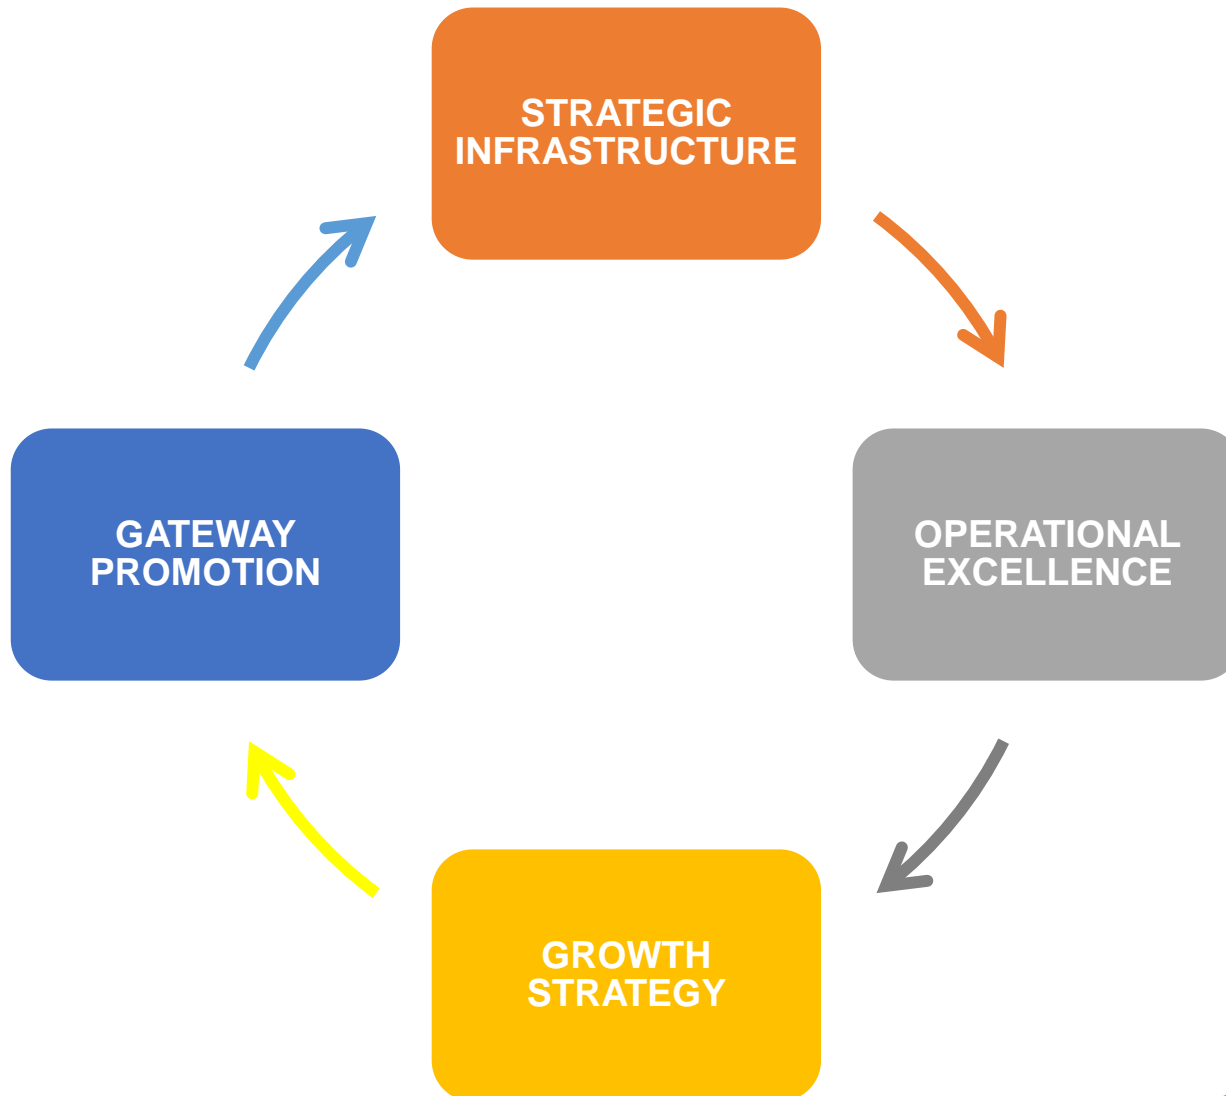 STRATEGIC
INFRASTRUCTURE
GATEWAY
PROMOTION
OPERATIONAL
EXCELLENCE
GROWTH
STRATEGY